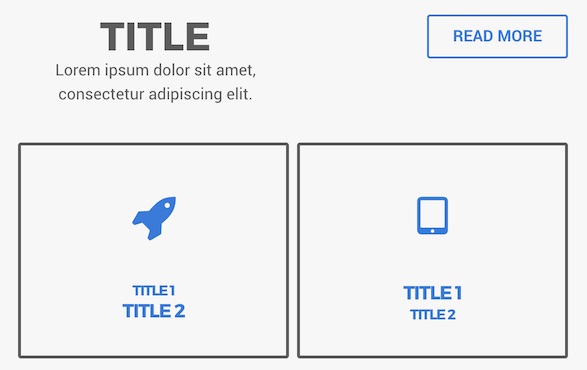 TITLE
READ MORE
Lorem ipsum dolor sit amet,
consectetur adipiscing elit.
TITLE 1
TITLE 2
TITLE 1
TITLE 2